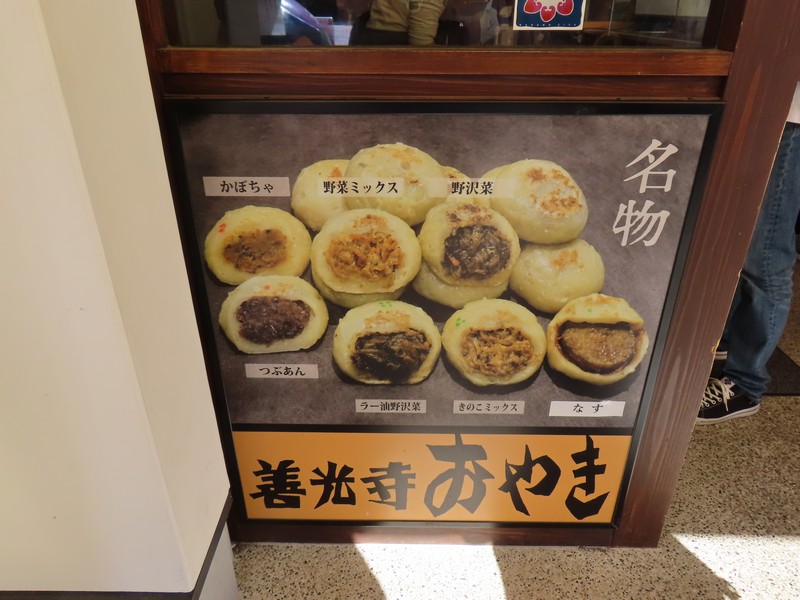 名物
かぼちゃ
野菜ミックス
野沢菜
つぶあん
ラー油野沢菜
きのこミックス
なす
善光寺おやき